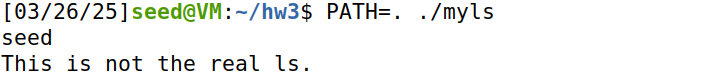 [03/26/25]seed@VM:~/hw3$ PATH=. ./myls
seed
This is not the real ls.